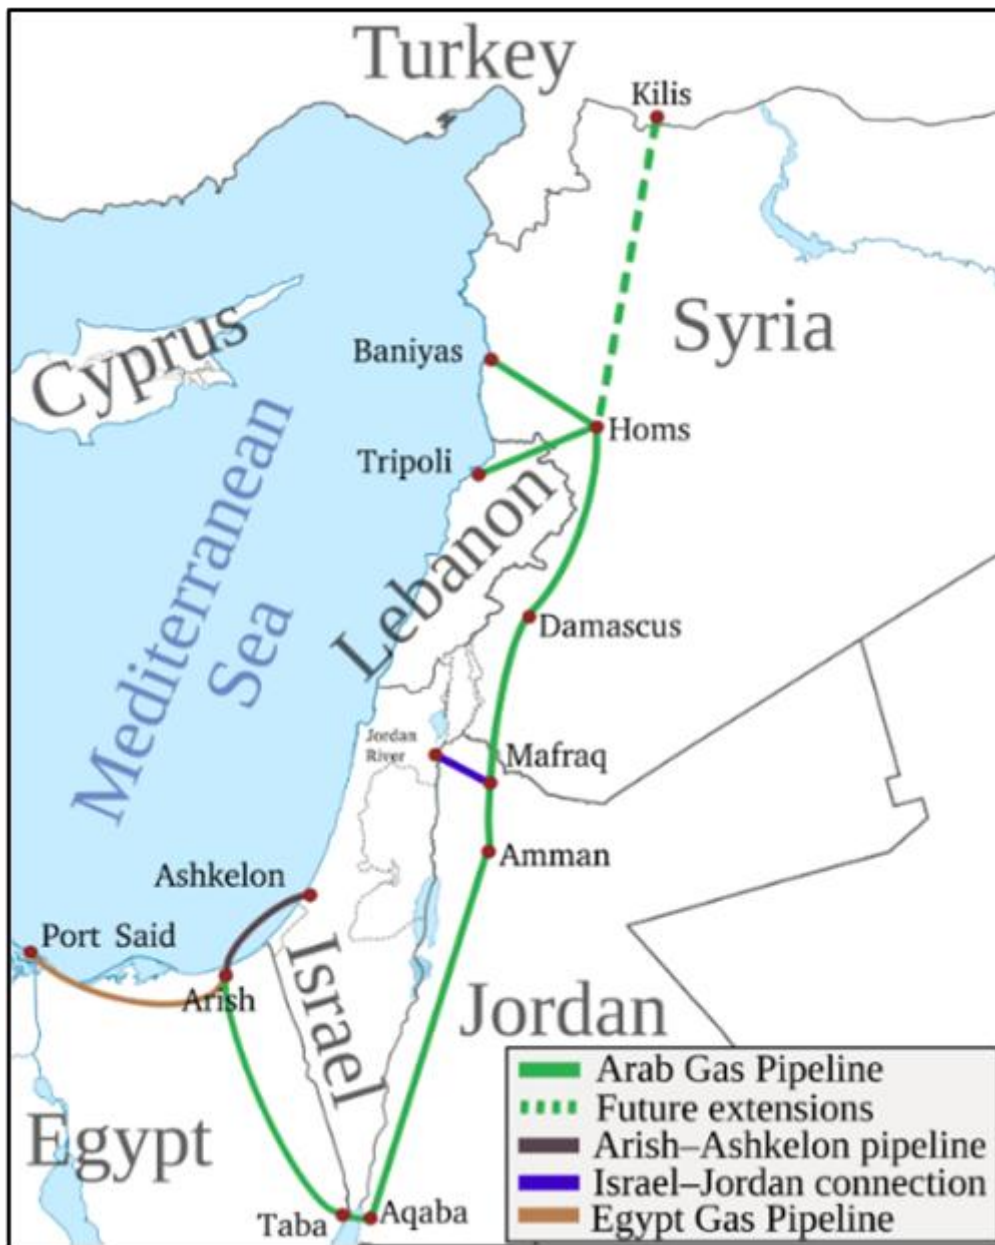 Turkey
Kilis
Cyprus
Syria
Baniyas
Homs
Tripoli
Mediterranean
Sea
Lebanon
Damascus
Jordan
River
Mafraq
Amman
Ashkelon
Port Said
Arish
Israel
Jordan
Egypt
Taba
Aqaba
Arab Gas Pipeline
Future extensions
Arish–Ashkelon pipeline
Israel–Jordan connection
Egypt Gas Pipeline